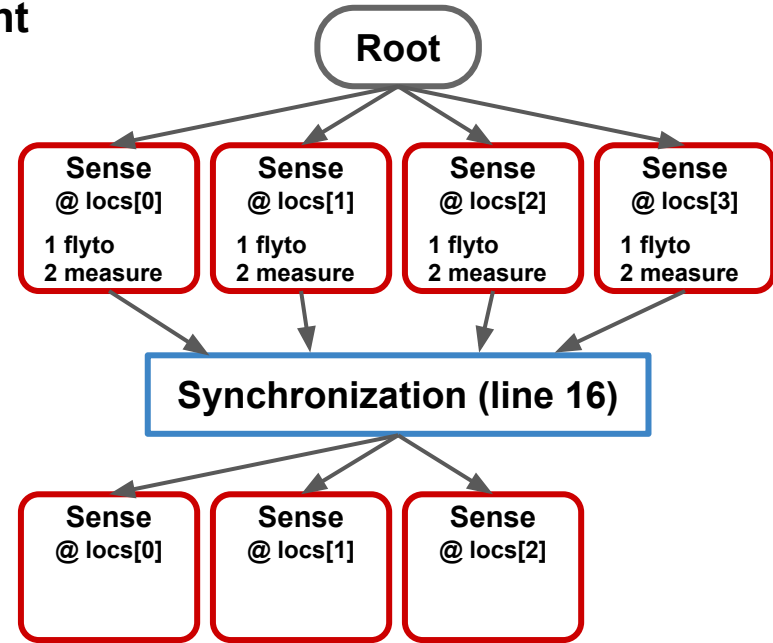 nt
Root
Sense
@ locs[0]
1 flyto
2 measure
Sense
@ locs[1]
1 flyto
2 measure
Sense
@ locs[2]
1 flyto
2 measure
Sense
@ locs[3]
1 flyto
2 measure
Synchronization (line 16)
Sense
@ locs[0]
Sense
@ locs[1]
Sense
@ locs[2]